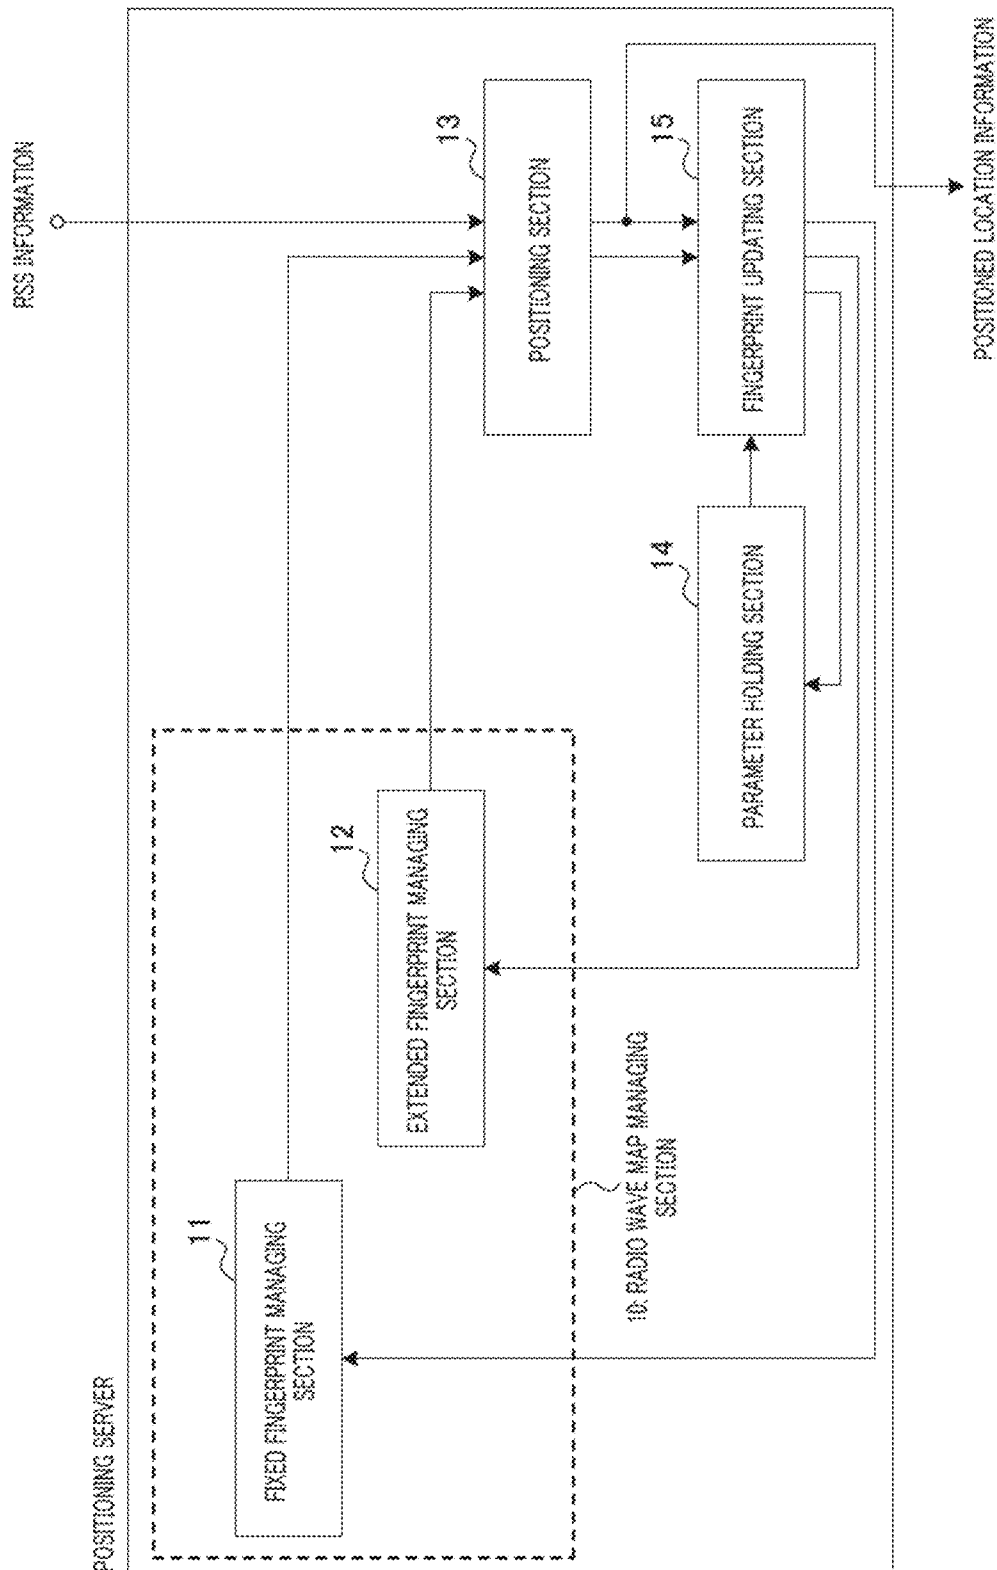 POSITIONING SERVER
RSS INFORMATION
11
FIXED FINGERPRINT MANAGING
SECTION
12
EXTENDED FINGERPRINT MANAGING
SECTION
10: RADIO WAVE MAP MANAGING
SECTION
13
POSITIONING SECTION
14
PARAMETER HOLDING SECTION
15
FINGERPRINT UPDATING SECTION
POSITIONED LOCATION INFORMATION